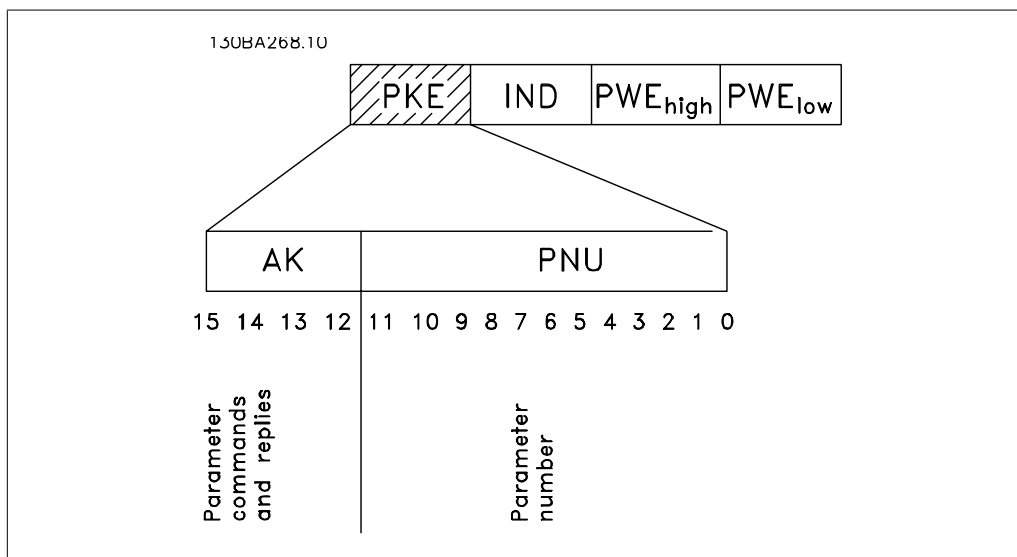 130BA268.10
PKE IND PWEhigh PWElow
AK PNU
15 14 13 12 11 10 9 8 7 6 5 4 3 2 1 0
Parameter
commands
and replies
Parameter
number